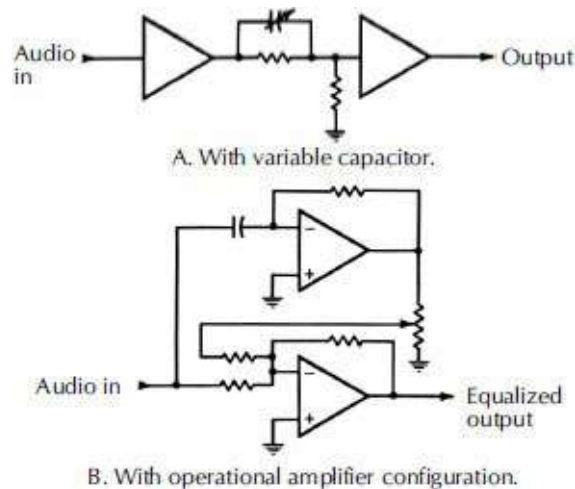 Audio
in
Output
A. With variable capacitor.
−
+
Audio in
−
+
Equalized
output
B. With operational amplifier configuration.